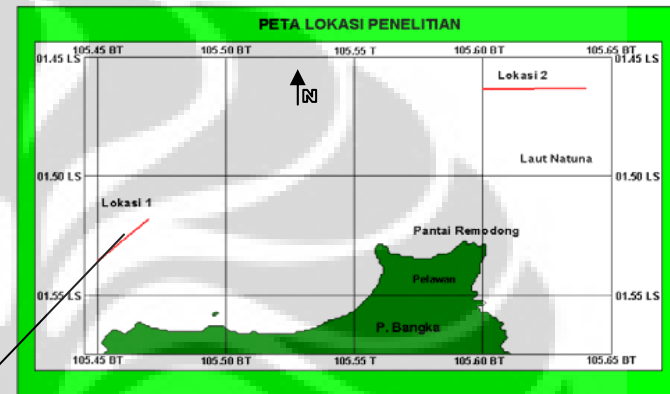 PETA LOKASI PENELITIAN
105.45 BT 105.50 BT 105.55 T 105.60 BT 105.65 BT
01.45 LS 01.45 LS
Lokasi 2
N
Laut Natuna
01.50 LS 01.50 LS
Lokasi 1
Pantai Remodong
Pelawan
01.55 LS 01.55 LS
P. Bangka
105.45 BT 105.50 BT 105.55 BT 105.60 BT 105.65 BT